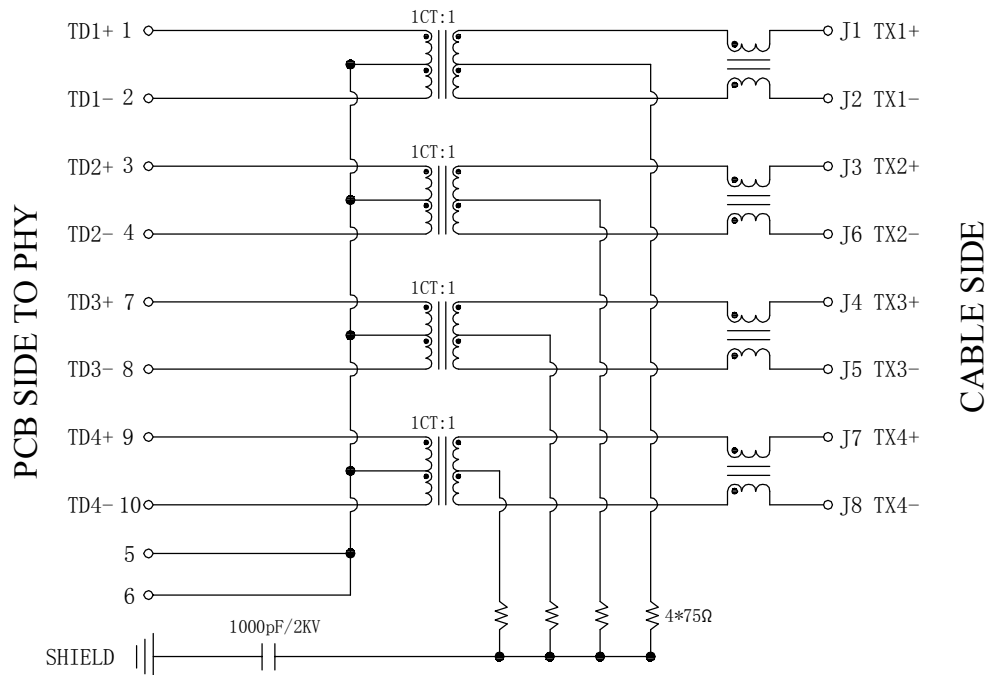 1CT:1
TD1+ 1
J1 TX1+
TD1- 2
J2 TX1-
1CT:1
TD2+ 3
J3 TX2+
TD2- 4
J6 TX2-
PCB SIDE TO PHY
CABLE SIDE
1CT:1
TD3+ 7
J4 TX3+
TD3- 8
J5 TX3-
1CT:1
TD4+ 9
J7 TX4+
TD4- 10
J8 TX4-
5
6
1000pF/2KV
4*75Ω
SHIELD